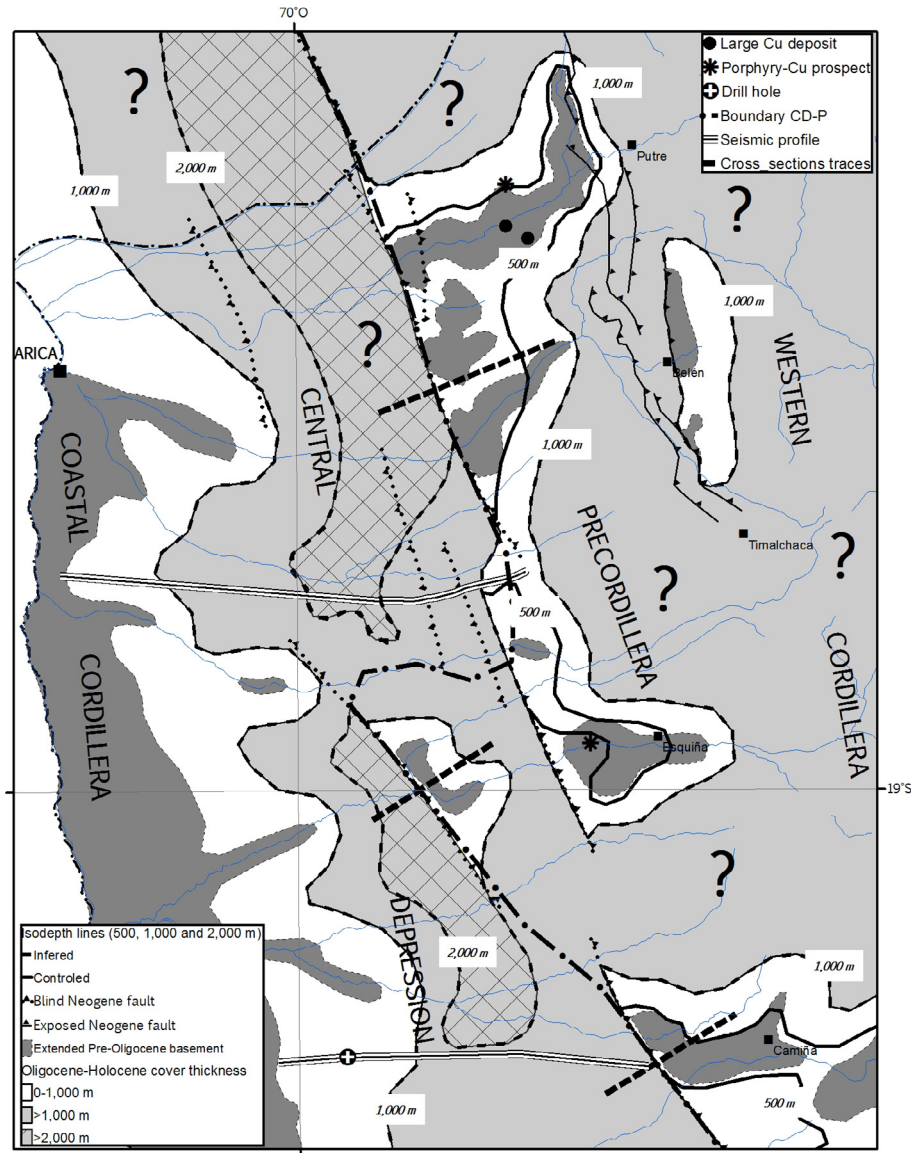 70°O
Large Cu deposit
Porphyry-Cu prospect
Drill hole
Boundary CD-P
Seismic profile
Cross_sections traces
?
?
1,000 m
2,000 m
1,000 m
Putre
?
500 m
1,000 m
?
ARICA
Belén
WESTERN
CENTRAL
COASTAL
1,000 m
PRECORDILLERA
Timalchaca
?
?
500 m
CORDILLERA
CORDILLERA
Esquiña
19°S
?
DEPRESSION
2,000 m
1,000 m
Isodepth lines (500, 1,000 and 2,000 m)
Infered
Controled
Blind Neogene fault
Exposed Neogene fault
Extended Pre-Oligocene basement
Oligocene-Holocene cover thickness
0-1,000 m
>1,000 m
>2,000 m
Camiña
1,000 m
500 m